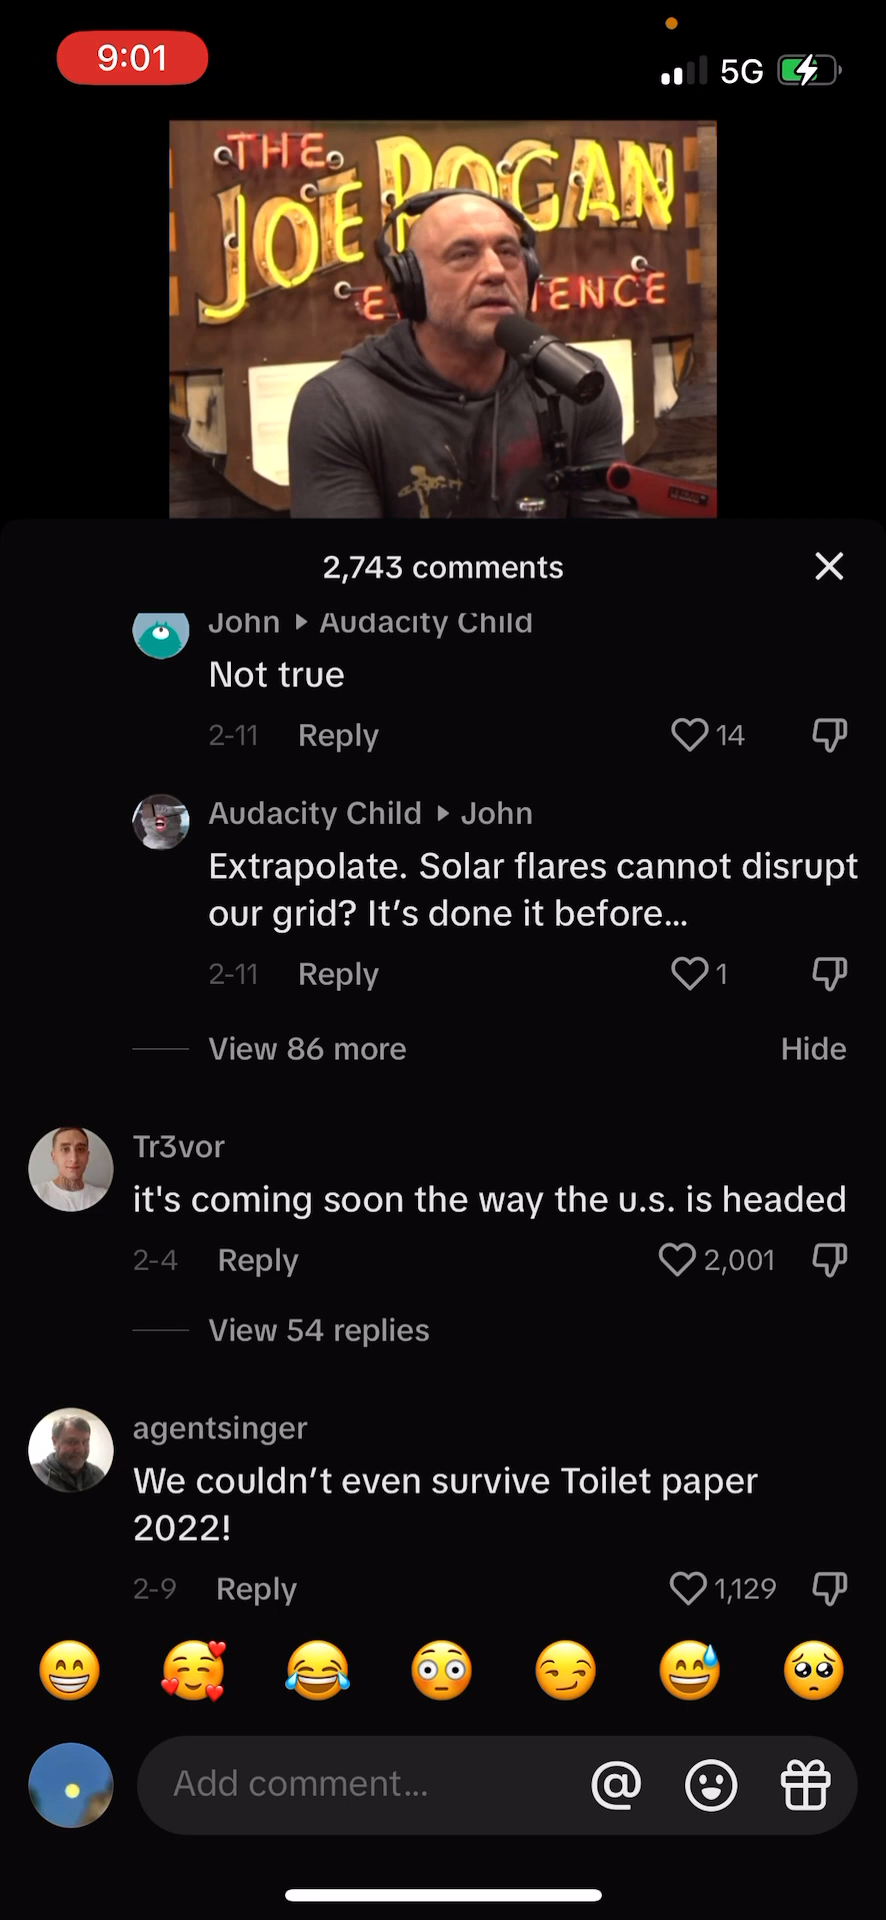 9:01
5G
THE
JOE ROGAN
2,743 comments
John ▸ Audacity Child
Not true
2-11 Reply 14
Audacity Child ▸ John
Extrapolate. Solar flares cannot disrupt
our grid? It’s done it before...
2-11 Reply 1
View 86 more Hide
Tr3vor
it's coming soon the way the u.s. is headed
2-4 Reply 2,001
View 54 replies
agentsinger
We couldn’t even survive Toilet paper
2022!
2-9 Reply 1,129
Add comment... @